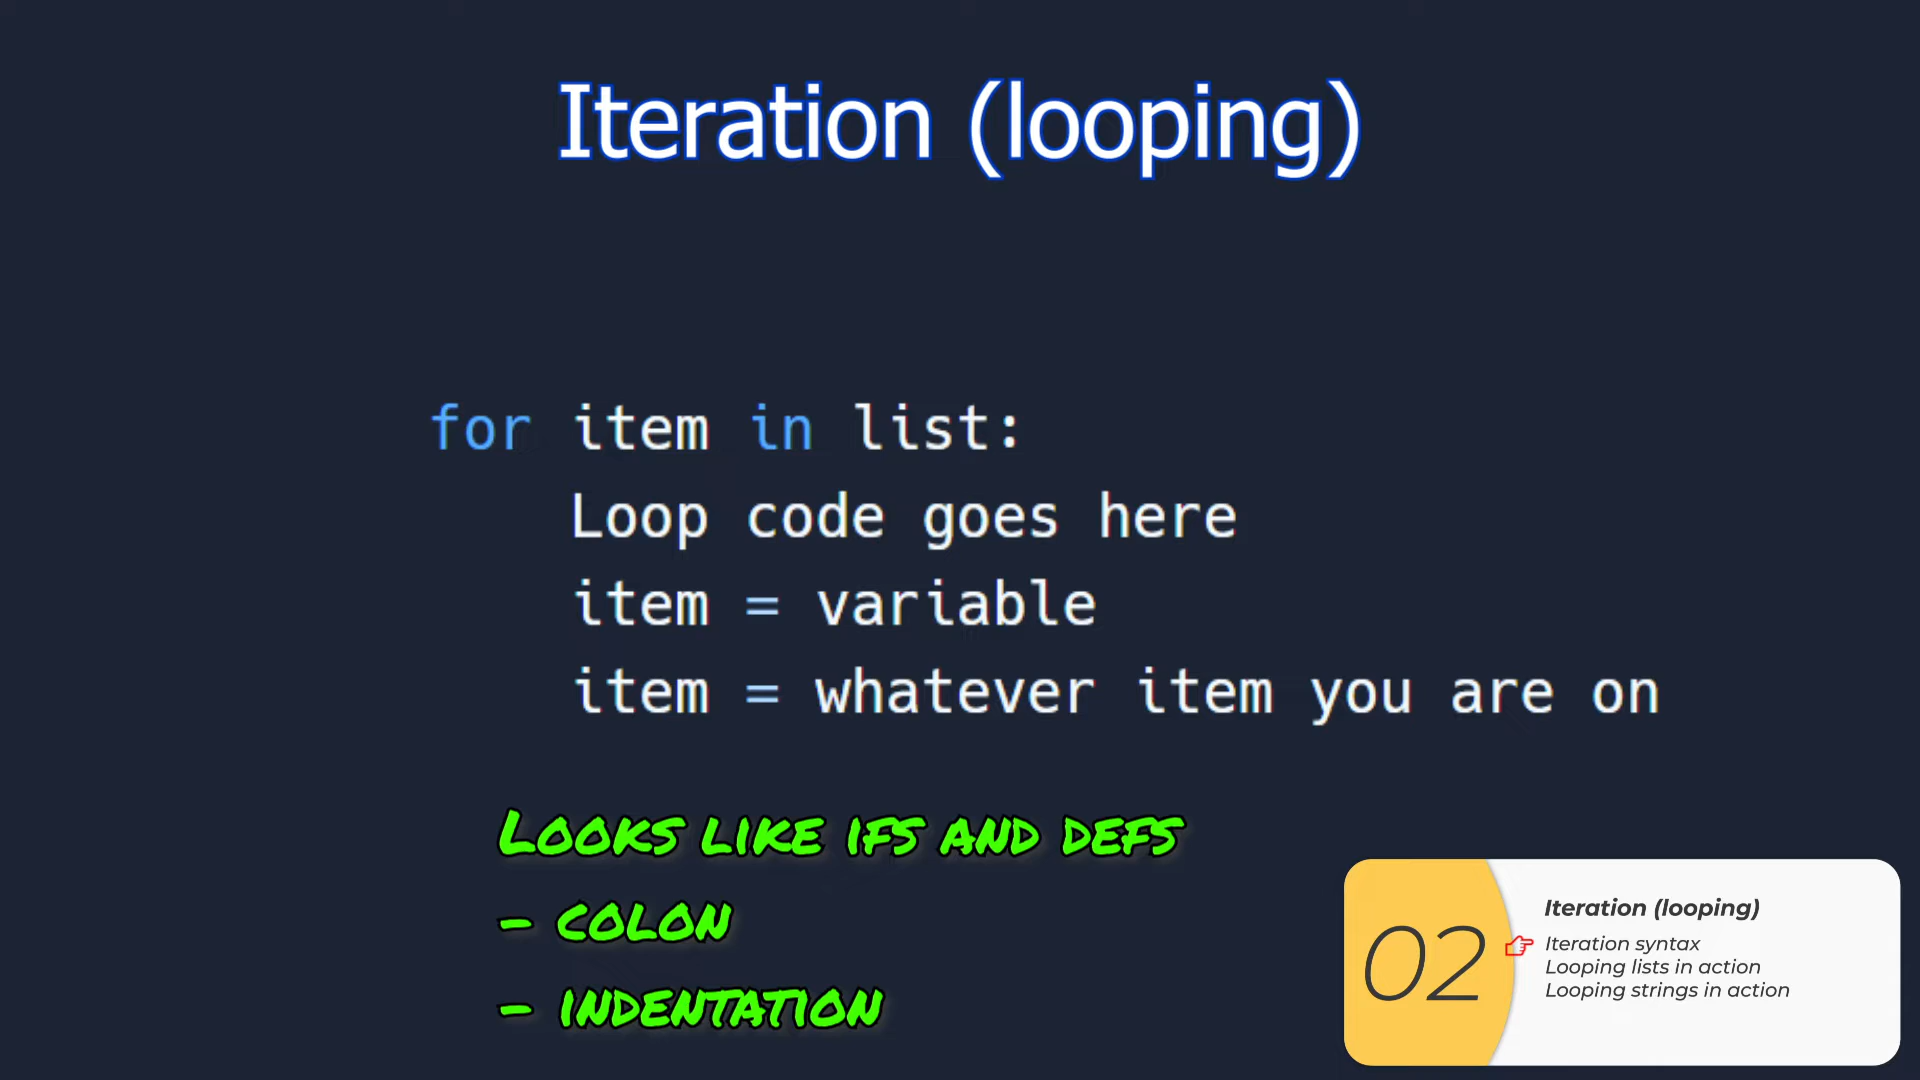 Iteration (looping)
for item in list:
Loop code goes here
item = variable
item = whatever item you are on
LOOKS LIKE IFS AND DEFS
- COLON
- INDENTATION
02
Iteration (looping)
Iteration syntax
Looping lists in action
Looping strings in action